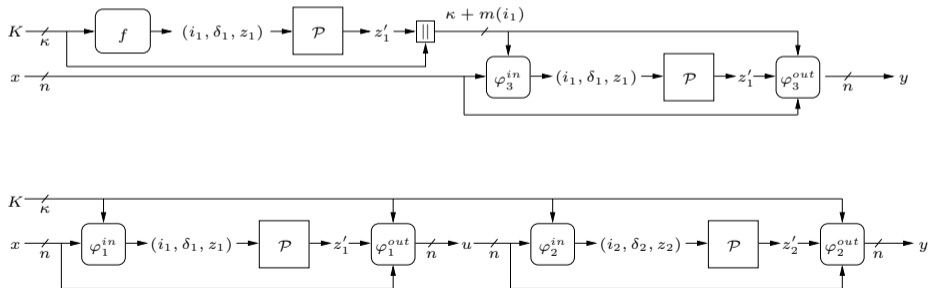 κ + m(i₁)
K κ f (i₁, δ₁, z₁) 𝒫 z′₁ ||
x n φ₃ⁱⁿ (i₁, δ₁, z₁) 𝒫 z′₁ φ₃ᵒᵘᵗ n y
K κ
x n φ₁ⁱⁿ (i₁, δ₁, z₁) 𝒫 z′₁ φ₁ᵒᵘᵗ n u n φ₂ⁱⁿ (i₂, δ₂, z₂) 𝒫 z′₂ φ₂ᵒᵘᵗ n y